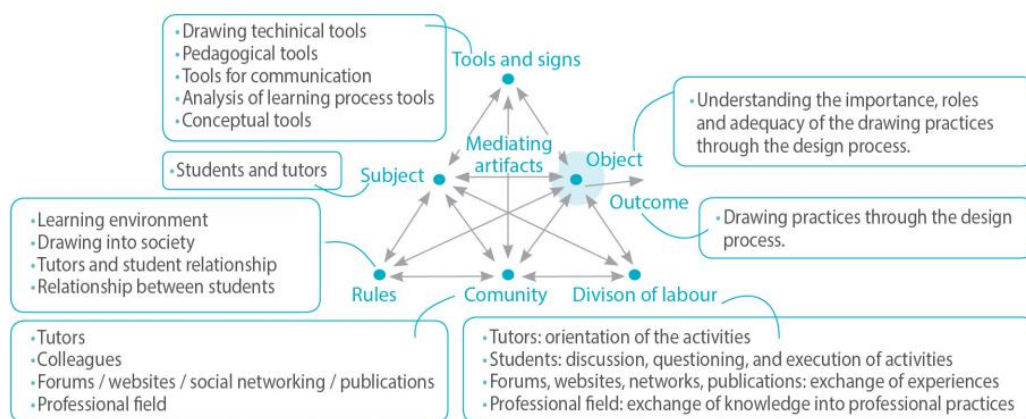 • Drawing techinical tools
• Pedagogical tools
• Tools for communication
• Analysis of learning process tools
• Conceptual tools
Tools and signs
• Understanding the importance, roles
and adequacy of the drawing practices
through the design process.
Mediating
artifacts
Object
• Students and tutors
Subject
Outcome
• Drawing practices through the design
process.
• Learning environment
• Drawing into society
• Tutors and student relationship
• Relationship between students
Rules
Comunity
Divison of labour
• Tutors
• Colleagues
• Forums / websites / social networking / publications
• Professional field
• Tutors: orientation of the activities
• Students: discussion, questioning, and execution of activities
• Forums, websites, networks, publications: exchange of experiences
• Professional field: exchange of knowledge into professional practices